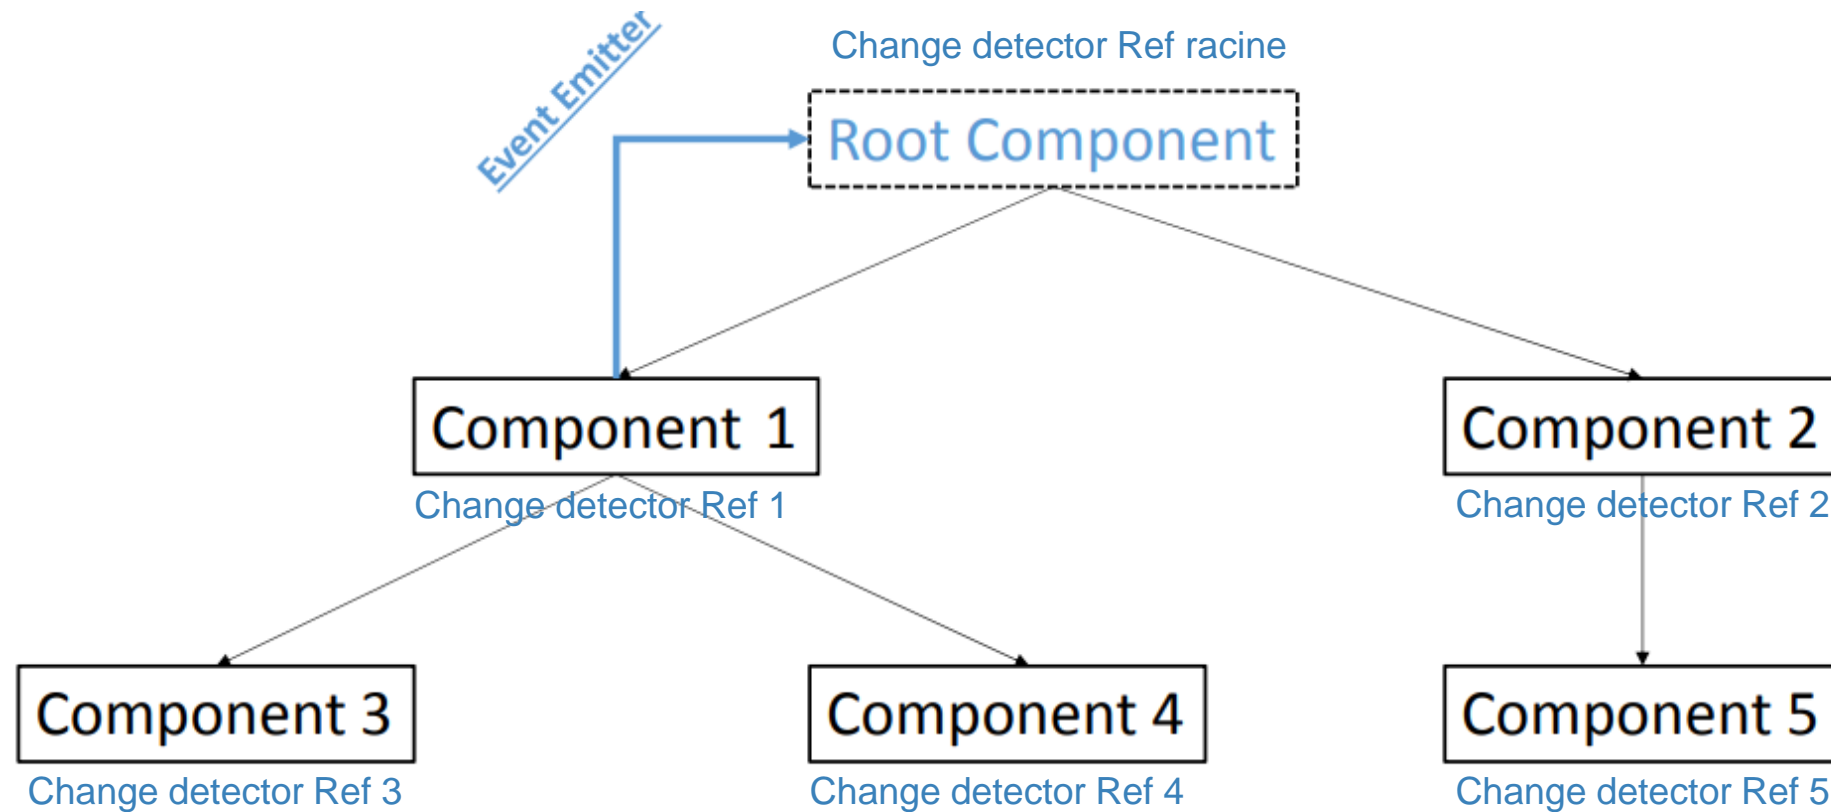 Event Emitter
Change detector Ref racine
Root Component
Component 1
Component 2
Change detector Ref 1
Change detector Ref 2
Component 3
Component 4
Component 5
Change detector Ref 3
Change detector Ref 4
Change detector Ref 5